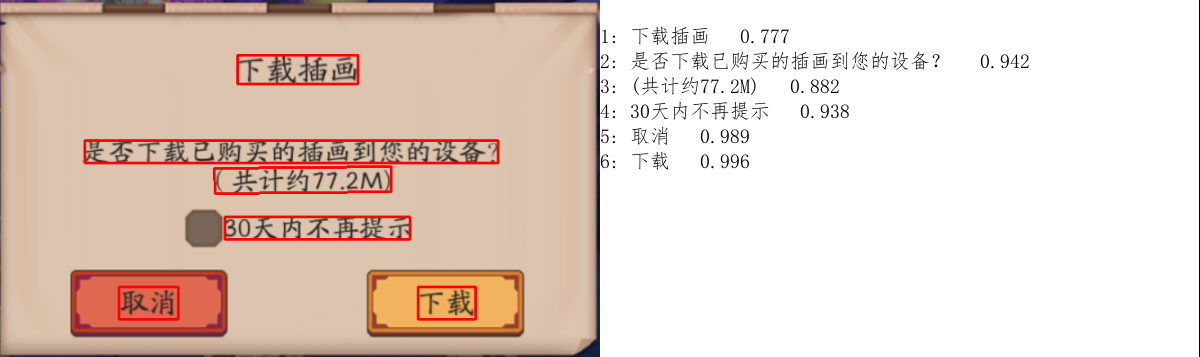 下载插画
是否下载已购买的插画到您的设备?
( 共计约77.2M)
30天内不再提示
取消 下载
1: 下载插画 0.777
2: 是否下载已购买的插画到您的设备？ 0.942
3: (共计约77.2M) 0.882
4: 30天内不再提示 0.938
5: 取消 0.989
6: 下载 0.996